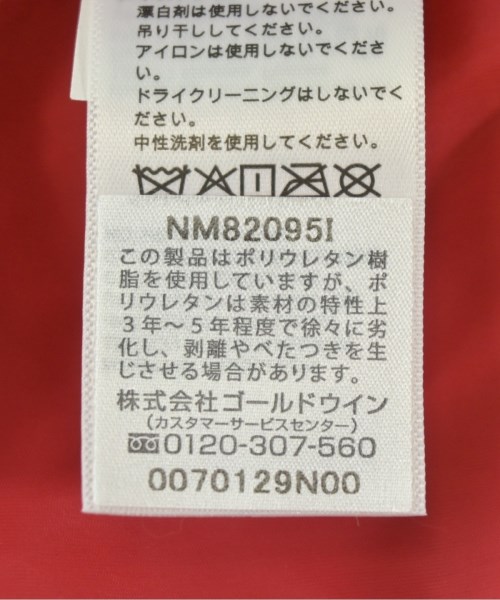 漂白剤は使用しないでください。
吊り干ししてください。
アイロンは使用しないでくださ
い。
ドライクリーニングはしないでく
ださい。
中性洗剤を使用してください。
NM82095I
この製品はポリウレタン樹
脂を使用していますが、ポ
リウレタンは素材の特性上
3年〜5年程度で徐々に劣
化し、剥離やべたつきを生
じさせる場合があります。
株式会社ゴールドウイン
(カスタマーサービスセンター)
0120-307-560
0070129N00